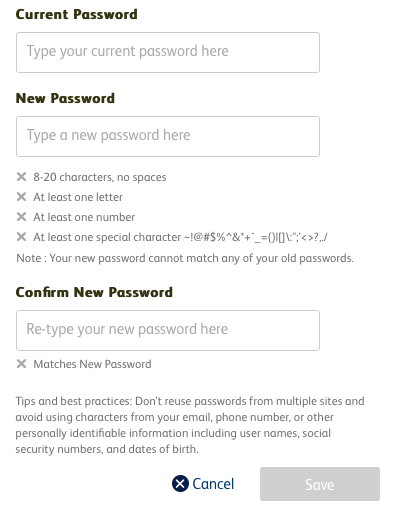 Current Password
Type your current password here
New Password
Type a new password here
8-20 characters, no spaces
At least one letter
At least one number
At least one special character ~!@#$%^&*+`_={}|[]\:";'<>?,./
Note : Your new password cannot match any of your old passwords.
Confirm New Password
Re-type your new password here
Matches New Password
Tips and best practices: Don't reuse passwords from multiple sites and
avoid using characters from your email, phone number, or other
personally identifiable information including user names, social
security numbers, and dates of birth.
Cancel
Save